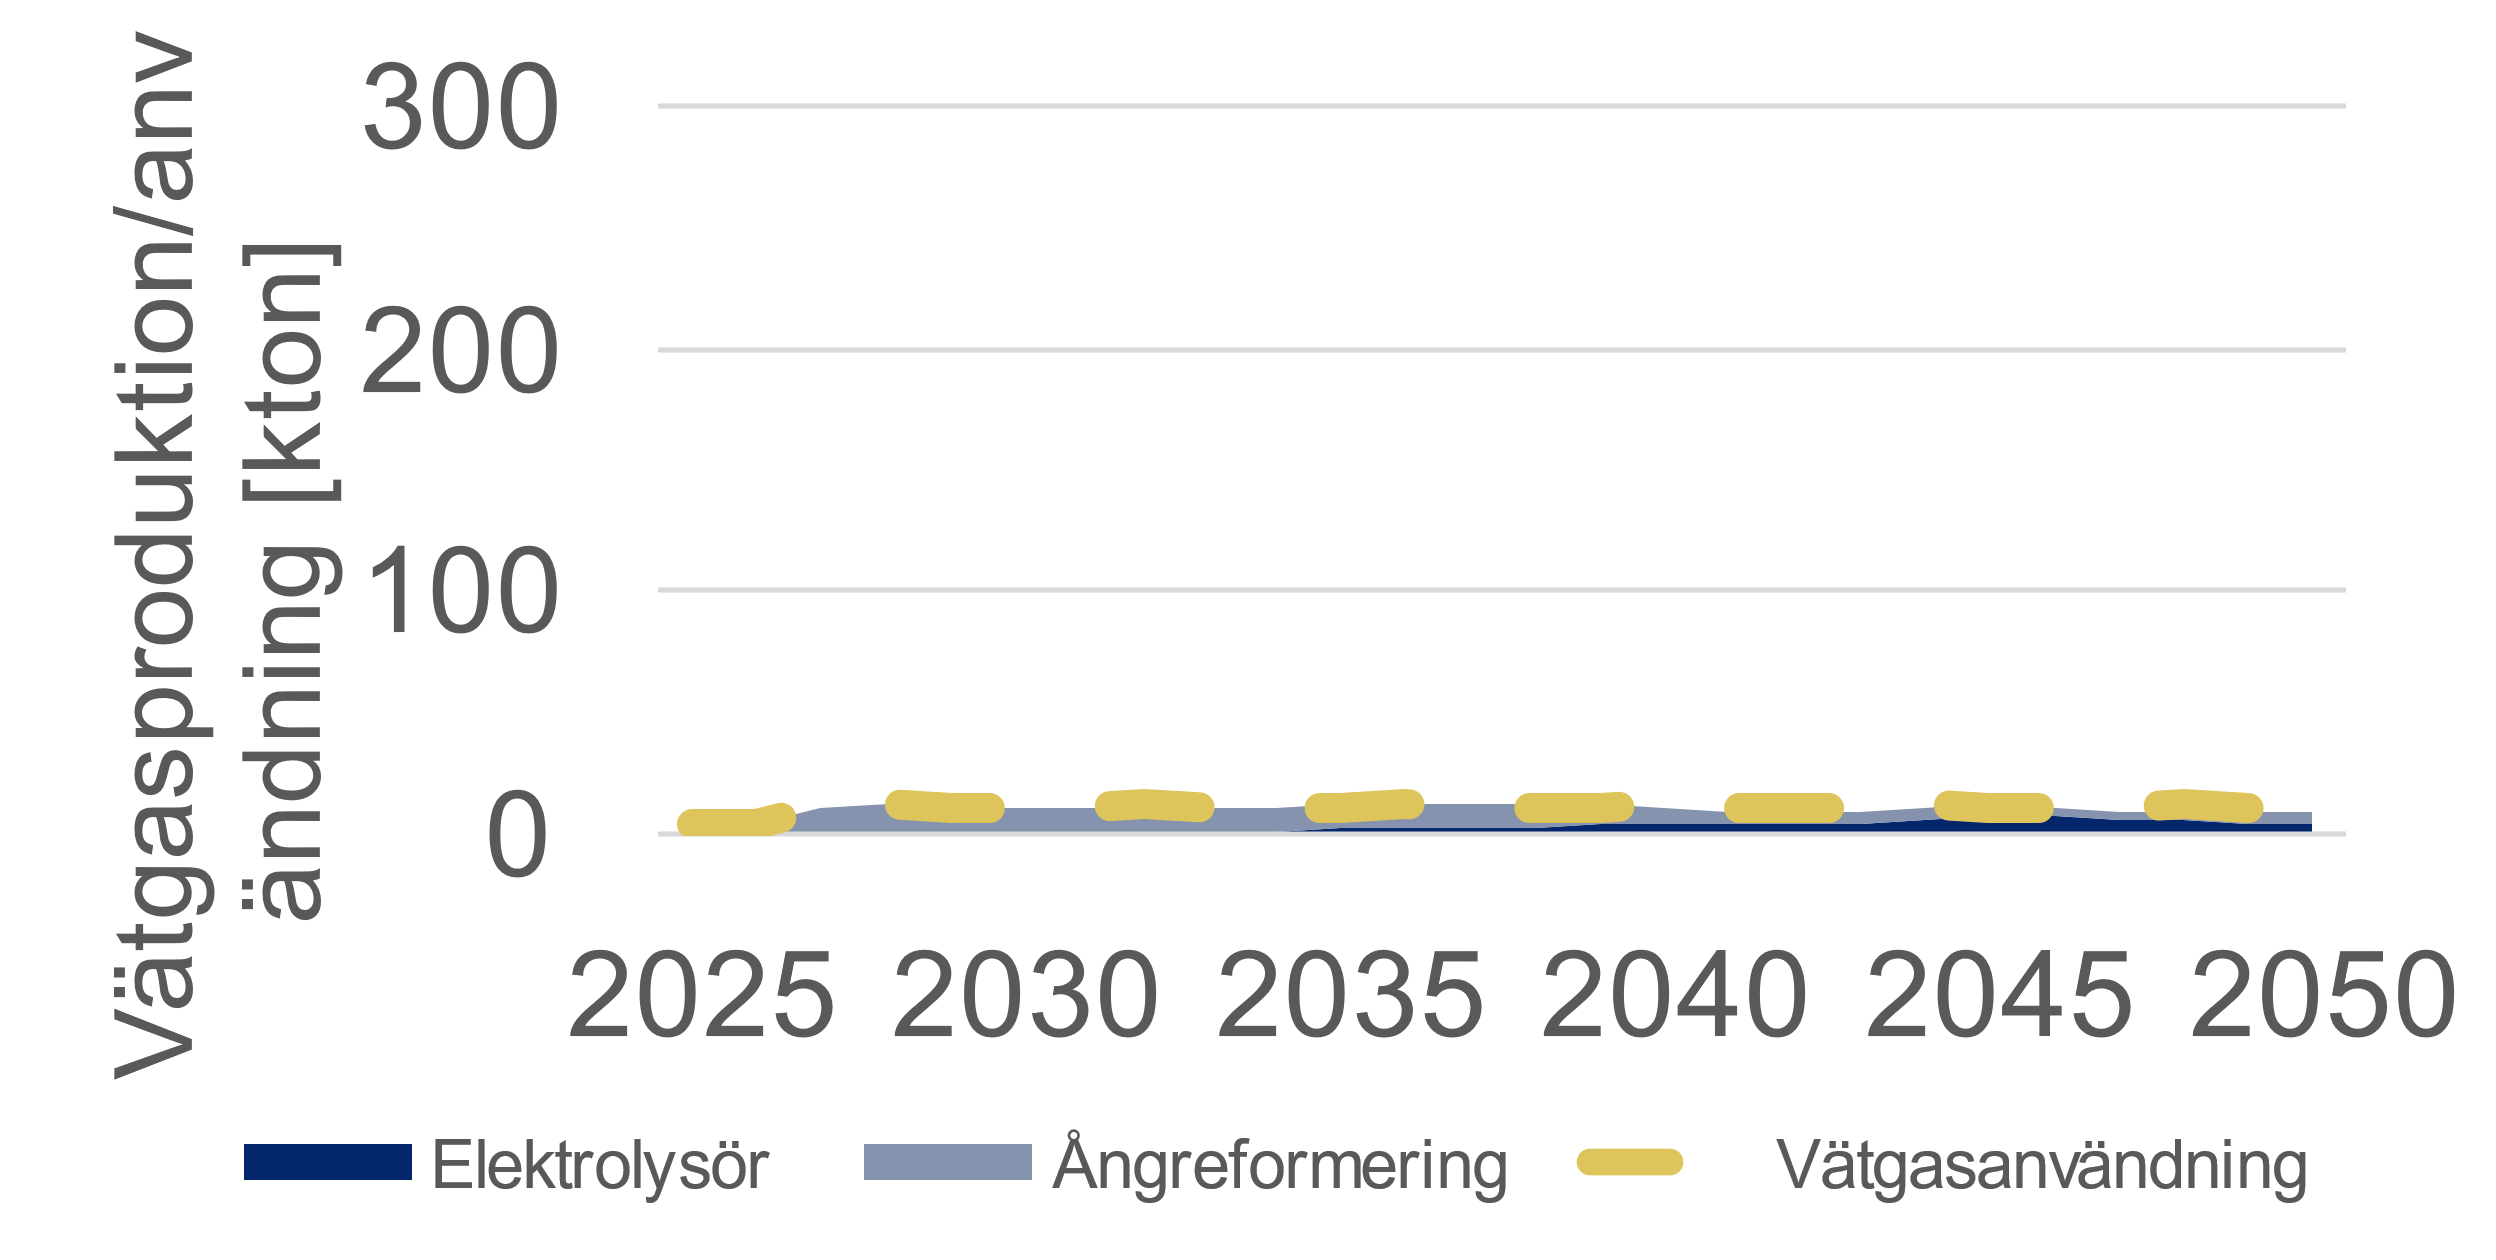 Vätgasproduktion/anv
ändning [kton]
300
200
100
0
2025 2030 2035 2040 2045 2050
Elektrolysör Ångreformering Vätgasanvändning